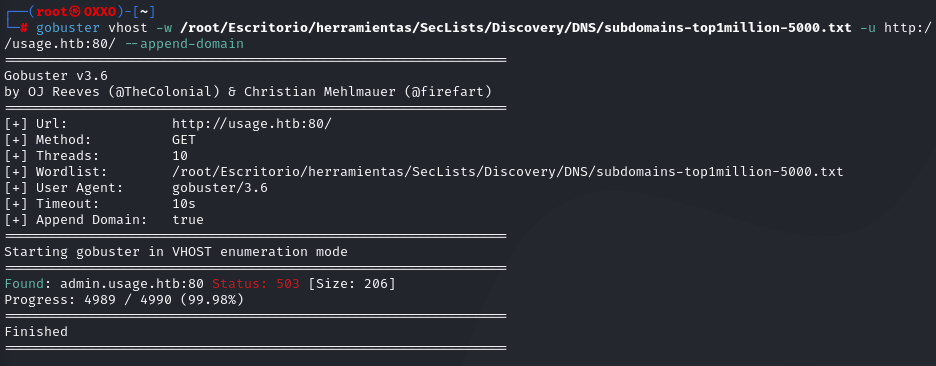 ┌──(root㉿OXXO)-[~]
└─# gobuster vhost -w /root/Escritorio/herramientas/SecLists/Discovery/DNS/subdomains-top1million-5000.txt -u http:/
/usage.htb:80/ --append-domain
===============================================================
Gobuster v3.6
by OJ Reeves (@TheColonial) & Christian Mehlmauer (@firefart)
===============================================================
[+] Url:             http://usage.htb:80/
[+] Method:          GET
[+] Threads:         10
[+] Wordlist:        /root/Escritorio/herramientas/SecLists/Discovery/DNS/subdomains-top1million-5000.txt
[+] User Agent:      gobuster/3.6
[+] Timeout:         10s
[+] Append Domain:   true
===============================================================
Starting gobuster in VHOST enumeration mode
===============================================================
Found: admin.usage.htb:80 Status: 503 [Size: 206]
Progress: 4989 / 4990 (99.98%)
===============================================================
Finished
===============================================================